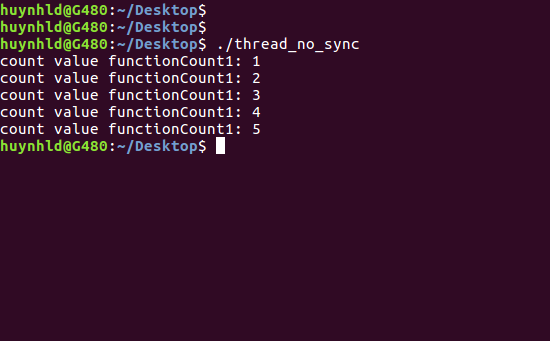 huynhld@G480:~/Desktop$
huynhld@G480:~/Desktop$
huynhld@G480:~/Desktop$ ./thread_no_sync
count value functionCount1: 1
count value functionCount1: 2
count value functionCount1: 3
count value functionCount1: 4
count value functionCount1: 5
huynhld@G480:~/Desktop$